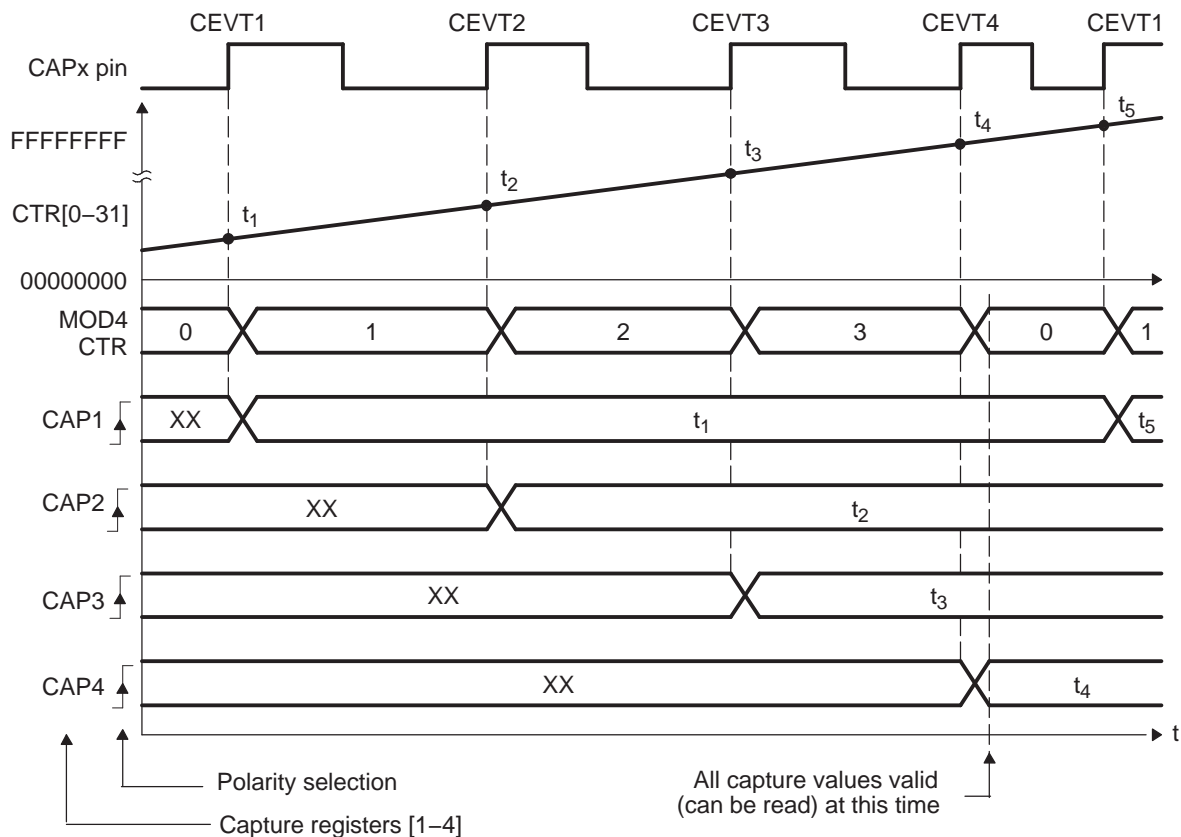 CEVT1 CEVT2 CEVT3 CEVT4 CEVT1
CAPx pin
FFFFFFFF
t5
t4
t3
t2
CTR[0−31]
t1
00000000
MOD4
CTR
0 1 2 3 0 1
CAP1 XX t1 t5
CAP2 XX t2
CAP3 XX t3
CAP4 XX t4
t
Polarity selection
Capture registers [1−4]
All capture values valid
(can be read) at this time